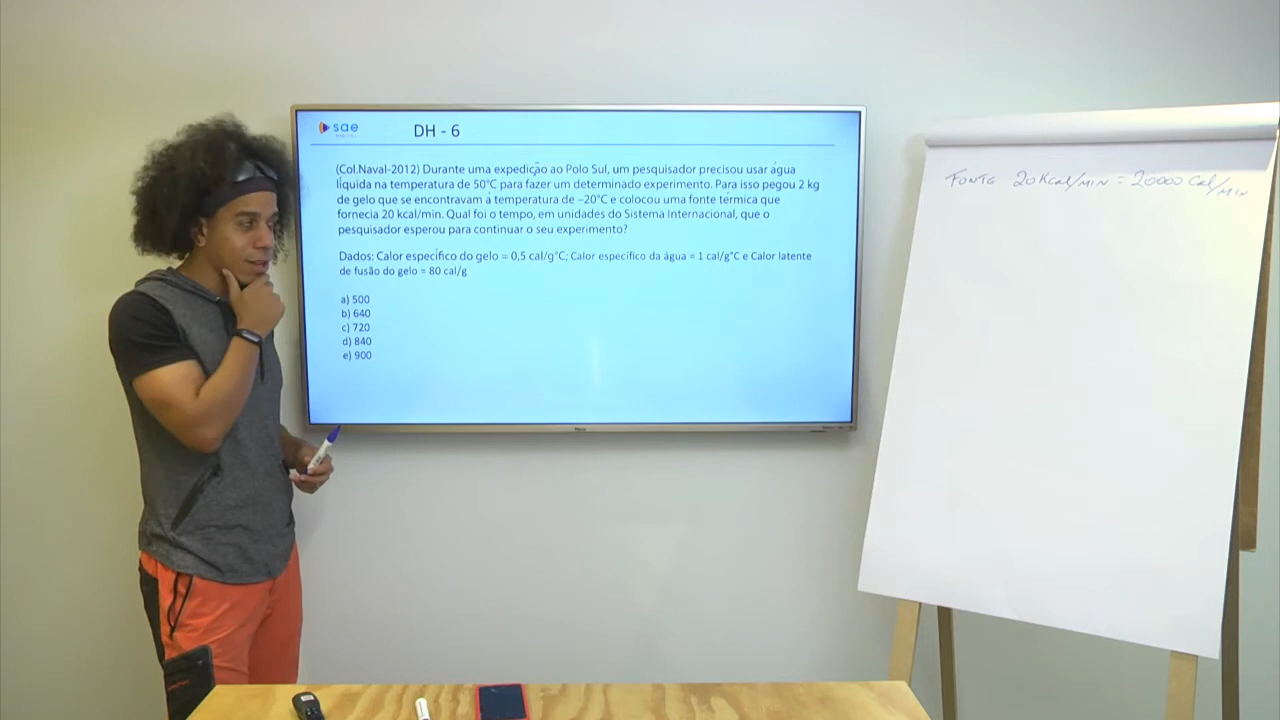 sae
DH - 6
(Col.Naval-2012) Durante uma expedição ao Polo Sul, um pesquisador precisou usar água
líquida na temperatura de 50°C para fazer um determinado experimento. Para isso pegou 2 kg
de gelo que se encontravam à temperatura de −20°C e colocou uma fonte térmica que
fornecia 20 kcal/min. Qual foi o tempo, em unidades do Sistema Internacional, que o
pesquisador esperou para continuar o seu experimento?
Dados: Calor específico do gelo = 0,5 cal/g°C; Calor específico da água = 1 cal/g°C e Calor latente
de fusão do gelo = 80 cal/g
a) 500
b) 640
c) 720
d) 840
e) 900
FONTE 20 Kcal/MIN = 20000 Cal/MIN